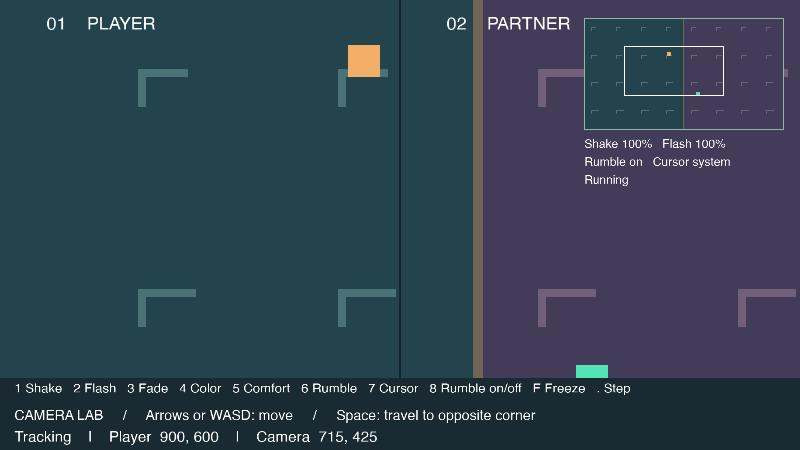 01 PLAYER
02 PARTNER
Shake 100% Flash 100%
Rumble on Cursor system
Running
1 Shake 2 Flash 3 Fade 4 Color 5 Comfort 6 Rumble 7 Cursor 8 Rumble on/off F Freeze . Step
CAMERA LAB / Arrows or WASD: move / Space: travel to opposite corner
Tracking | Player 900, 600 | Camera 715, 425